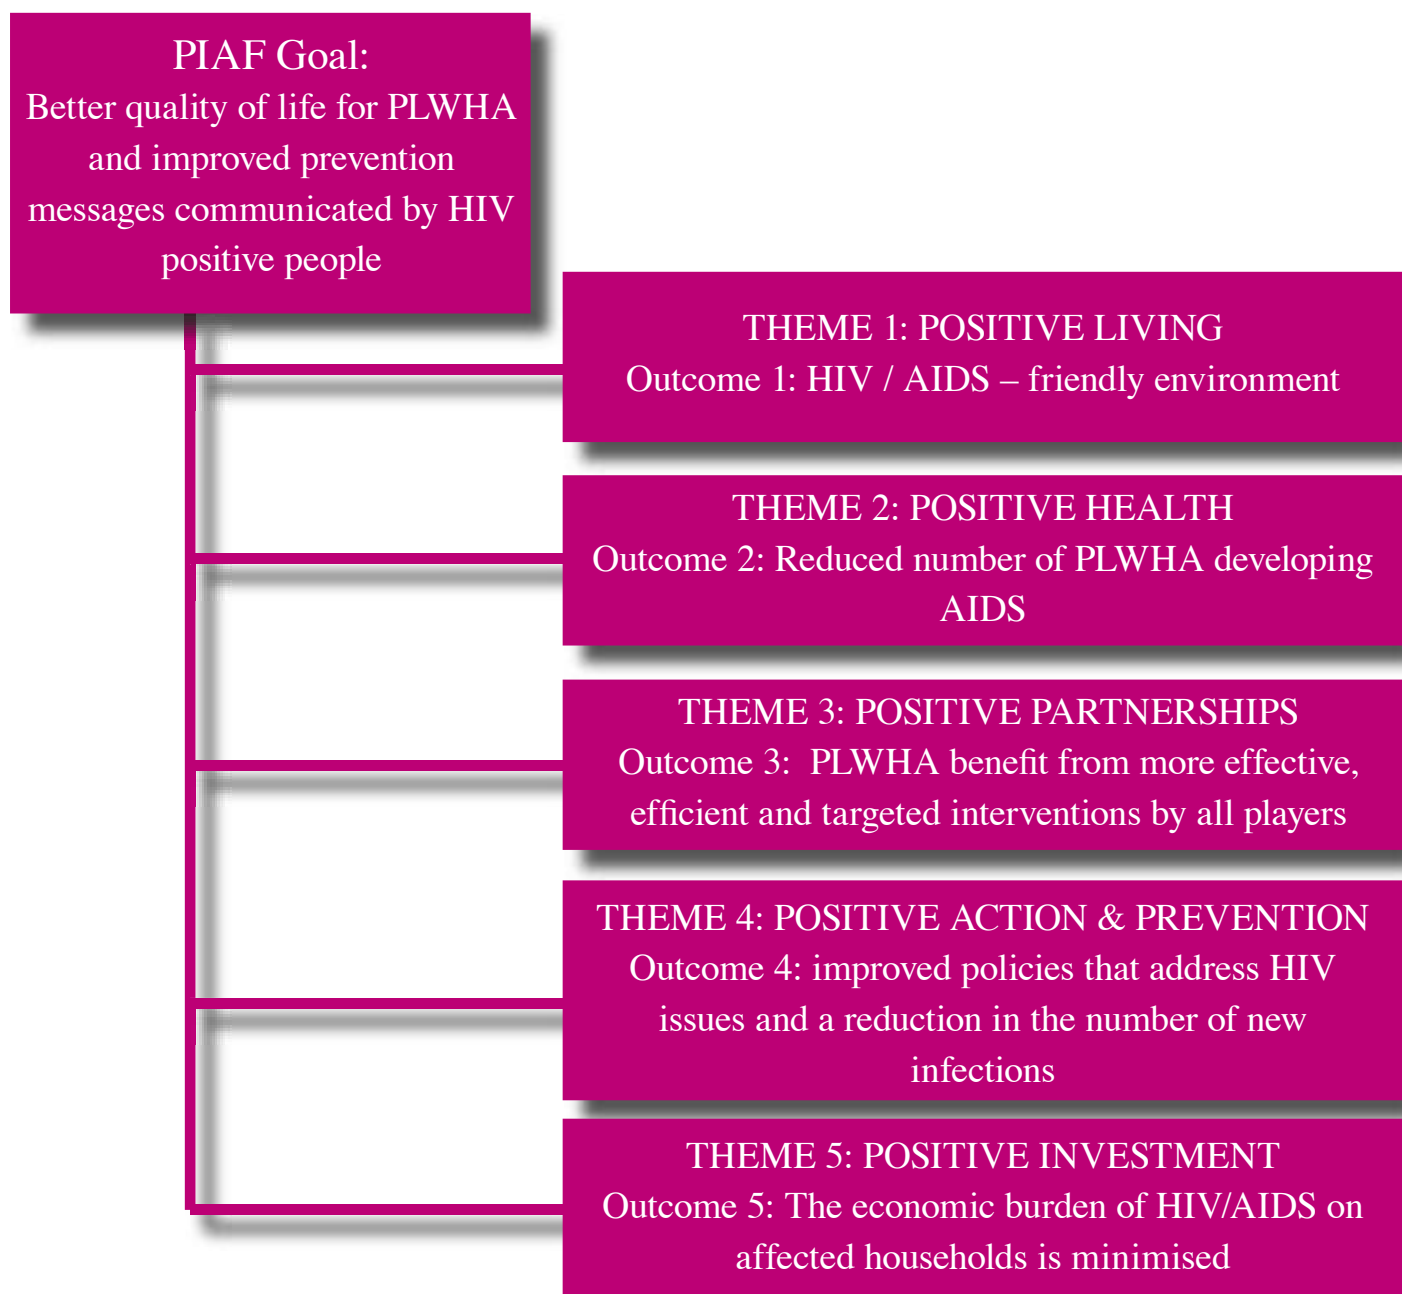 PIAF Goal:
Better quality of life for PLWHA
and improved prevention
messages communicated by HIV
positive people
THEME 1: POSITIVE LIVING
Outcome 1: HIV / AIDS – friendly environment
THEME 2: POSITIVE HEALTH
Outcome 2: Reduced number of PLWHA developing
AIDS
THEME 3: POSITIVE PARTNERSHIPS
Outcome 3:  PLWHA benefit from more effective,
efficient and targeted interventions by all players
THEME 4: POSITIVE ACTION & PREVENTION
Outcome 4: improved policies that address HIV
issues and a reduction in the number of new
infections
THEME 5: POSITIVE INVESTMENT
Outcome 5: The economic burden of HIV/AIDS on
affected households is minimised